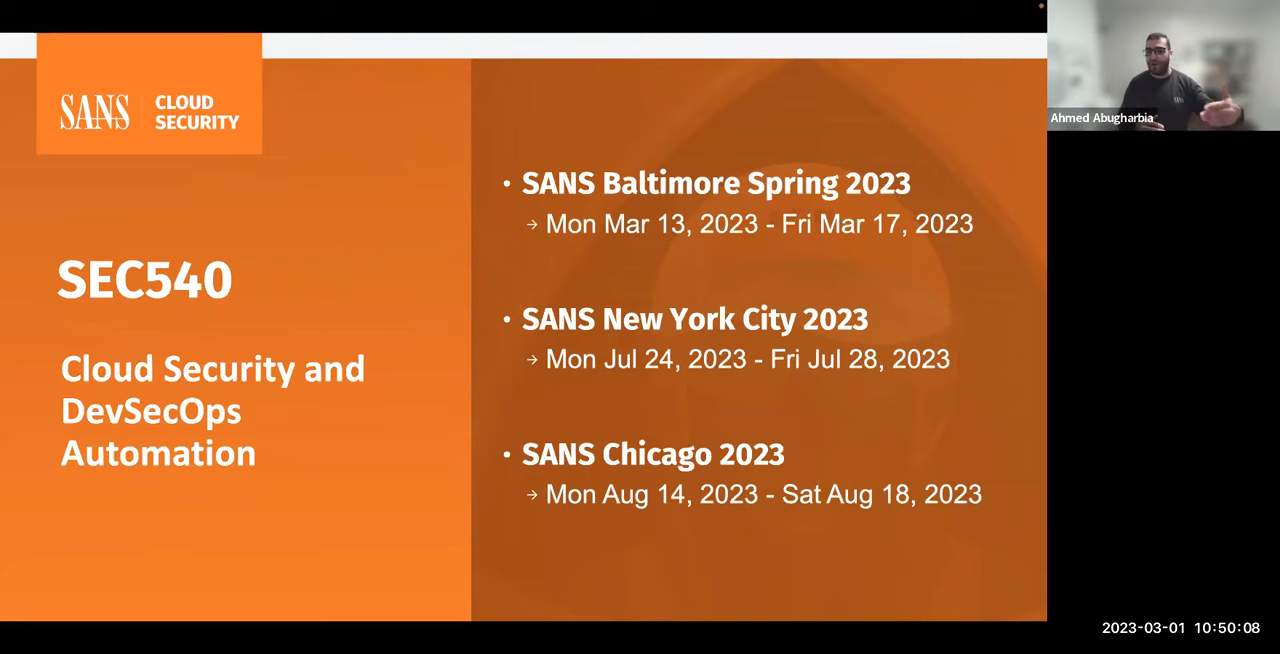 SANS CLOUD SECURITY
SEC540
Cloud Security and
DevSecOps
Automation
• SANS Baltimore Spring 2023
→ Mon Mar 13, 2023 - Fri Mar 17, 2023
• SANS New York City 2023
→ Mon Jul 24, 2023 - Fri Jul 28, 2023
• SANS Chicago 2023
→ Mon Aug 14, 2023 - Sat Aug 18, 2023
Ahmed Abugharbia
2023-03-01 10:50:08